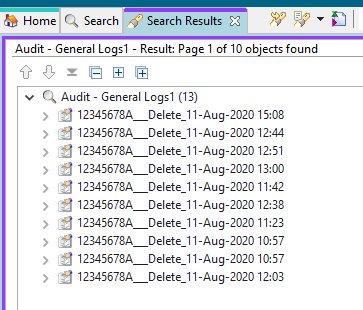 Home Search Search Results
Audit - General Logs1 - Result: Page 1 of 10 objects found
Audit - General Logs1 (13)
12345678A___Delete_11-Aug-2020 15:08
12345678A___Delete_11-Aug-2020 12:44
12345678A___Delete_11-Aug-2020 12:51
12345678A___Delete_11-Aug-2020 13:00
12345678A___Delete_11-Aug-2020 11:42
12345678A___Delete_11-Aug-2020 12:38
12345678A___Delete_11-Aug-2020 11:23
12345678A___Delete_11-Aug-2020 10:57
12345678A___Delete_11-Aug-2020 10:57
12345678A___Delete_11-Aug-2020 12:03